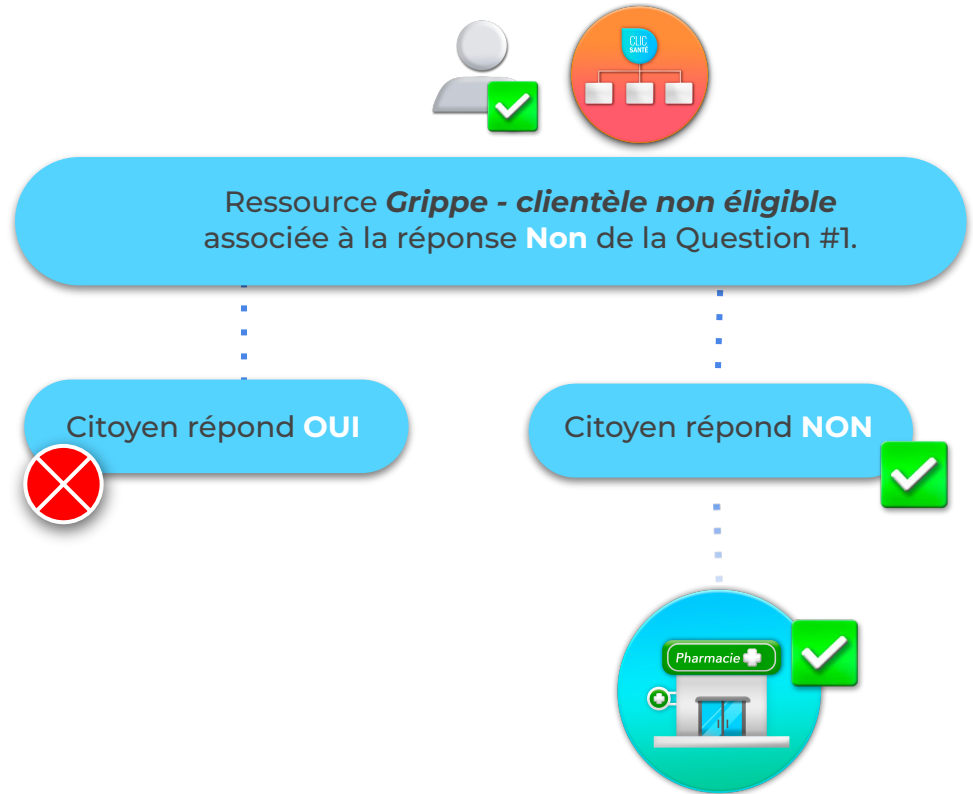 CLIC
SANTÉ
Ressource Grippe - clientèle non éligible
associée à la réponse Non de la Question #1.
Citoyen répond OUI
Citoyen répond NON
Pharmacie